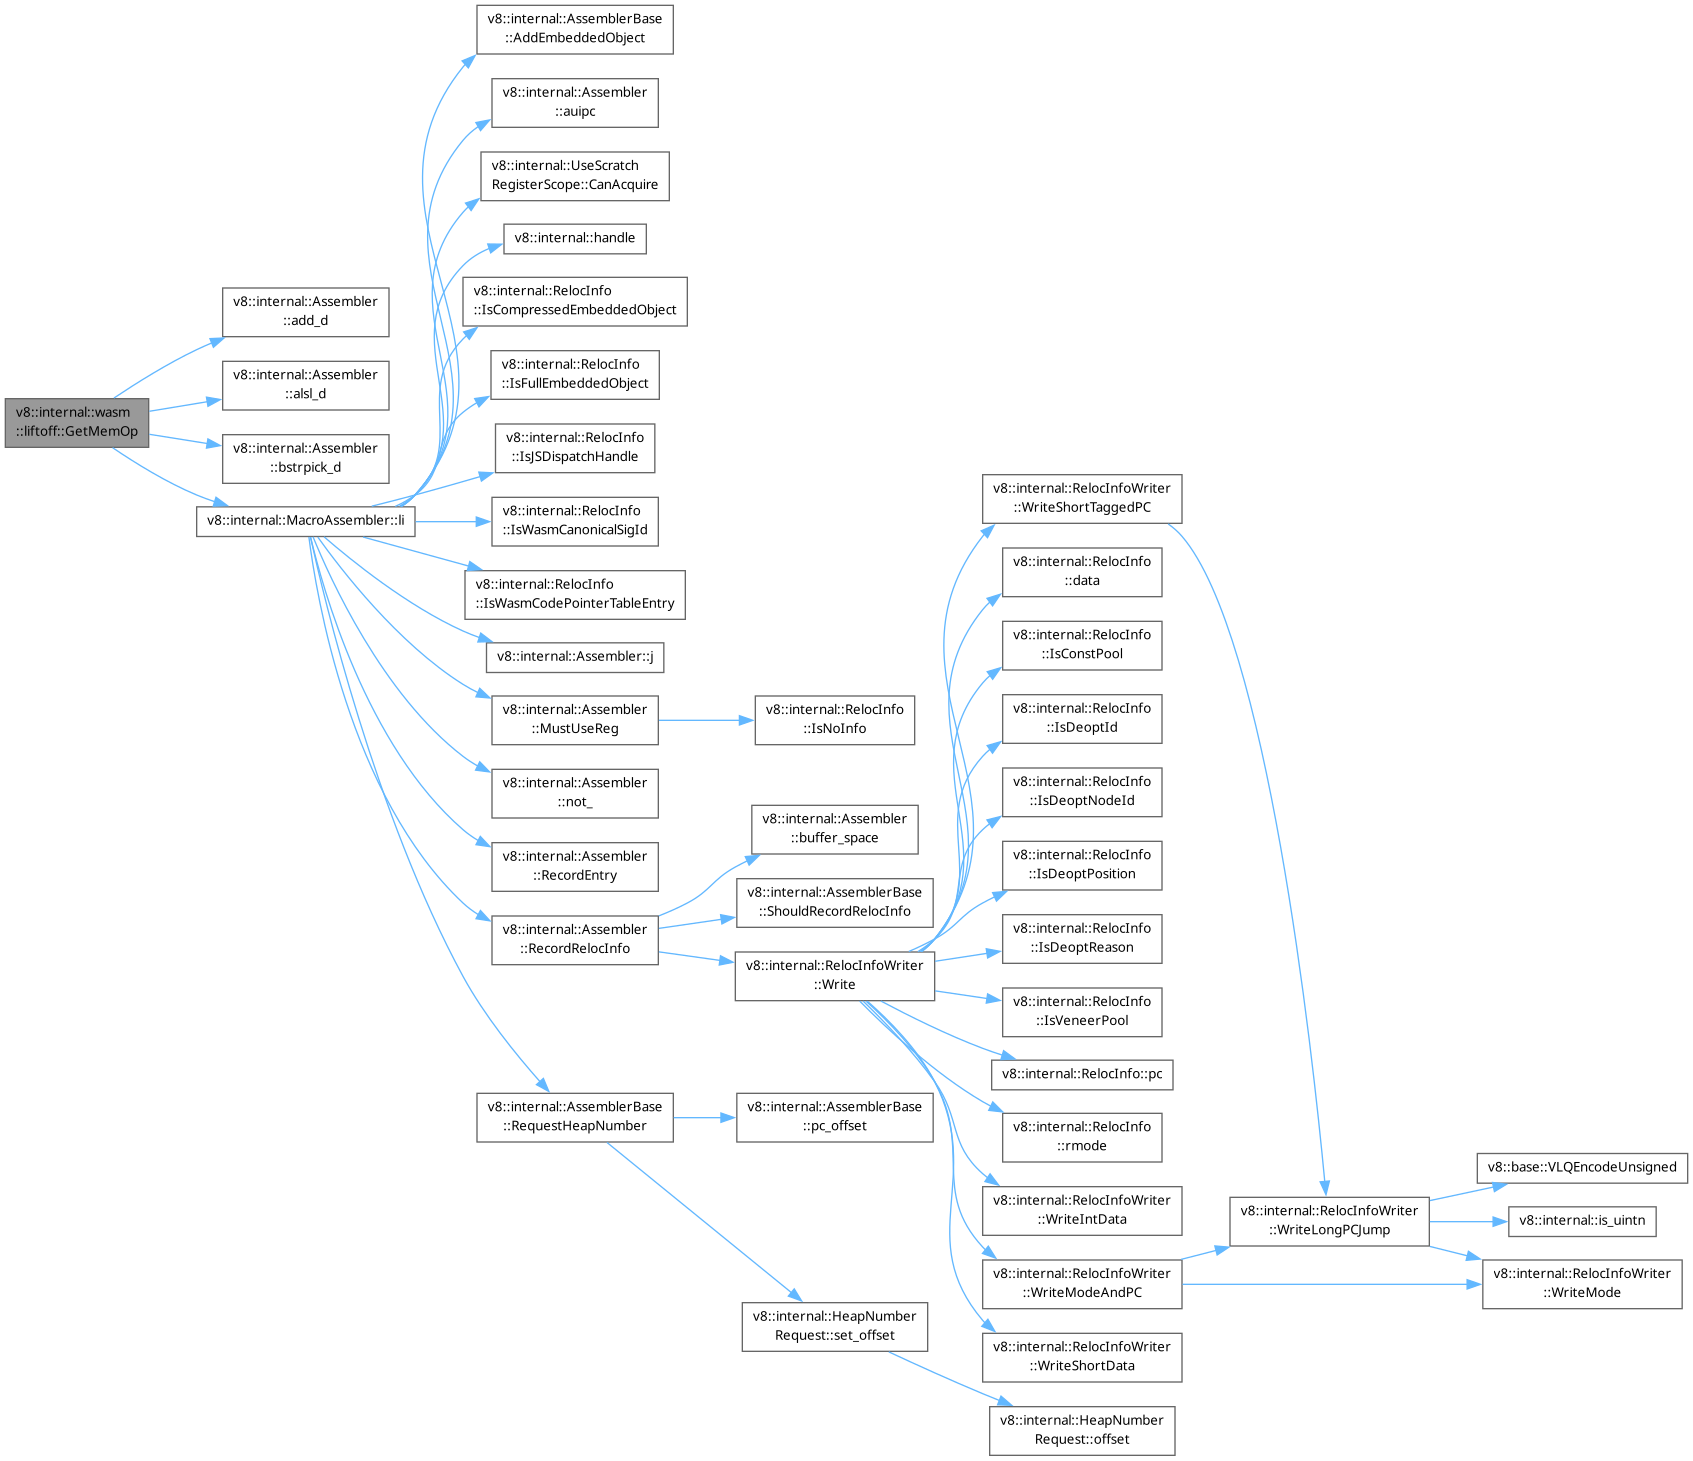 v8::internal::wasm
::liftoff::GetMemOp
v8::internal::Assembler
::add_d
v8::internal::Assembler
::alsl_d
v8::internal::Assembler
::bstrpick_d
v8::internal::MacroAssembler::li
v8::internal::AssemblerBase
::AddEmbeddedObject
v8::internal::Assembler
::auipc
v8::internal::UseScratch
RegisterScope::CanAcquire
v8::internal::handle
v8::internal::RelocInfo
::IsCompressedEmbeddedObject
v8::internal::RelocInfo
::IsFullEmbeddedObject
v8::internal::RelocInfo
::IsJSDispatchHandle
v8::internal::RelocInfo
::IsWasmCanonicalSigId
v8::internal::RelocInfo
::IsWasmCodePointerTableEntry
v8::internal::Assembler::j
v8::internal::Assembler
::MustUseReg
v8::internal::Assembler
::not_
v8::internal::Assembler
::RecordEntry
v8::internal::Assembler
::RecordRelocInfo
v8::internal::AssemblerBase
::RequestHeapNumber
v8::internal::RelocInfo
::IsNoInfo
v8::internal::Assembler
::buffer_space
v8::internal::AssemblerBase
::ShouldRecordRelocInfo
v8::internal::RelocInfoWriter
::Write
v8::internal::AssemblerBase
::pc_offset
v8::internal::HeapNumber
Request::set_offset
v8::internal::RelocInfoWriter
::WriteShortTaggedPC
v8::internal::RelocInfo
::data
v8::internal::RelocInfo
::IsConstPool
v8::internal::RelocInfo
::IsDeoptId
v8::internal::RelocInfo
::IsDeoptNodeId
v8::internal::RelocInfo
::IsDeoptPosition
v8::internal::RelocInfo
::IsDeoptReason
v8::internal::RelocInfo
::IsVeneerPool
v8::internal::RelocInfo::pc
v8::internal::RelocInfo
::rmode
v8::internal::RelocInfoWriter
::WriteIntData
v8::internal::RelocInfoWriter
::WriteModeAndPC
v8::internal::RelocInfoWriter
::WriteShortData
v8::internal::HeapNumber
Request::offset
v8::internal::RelocInfoWriter
::WriteLongPCJump
v8::base::VLQEncodeUnsigned
v8::internal::is_uintn
v8::internal::RelocInfoWriter
::WriteMode